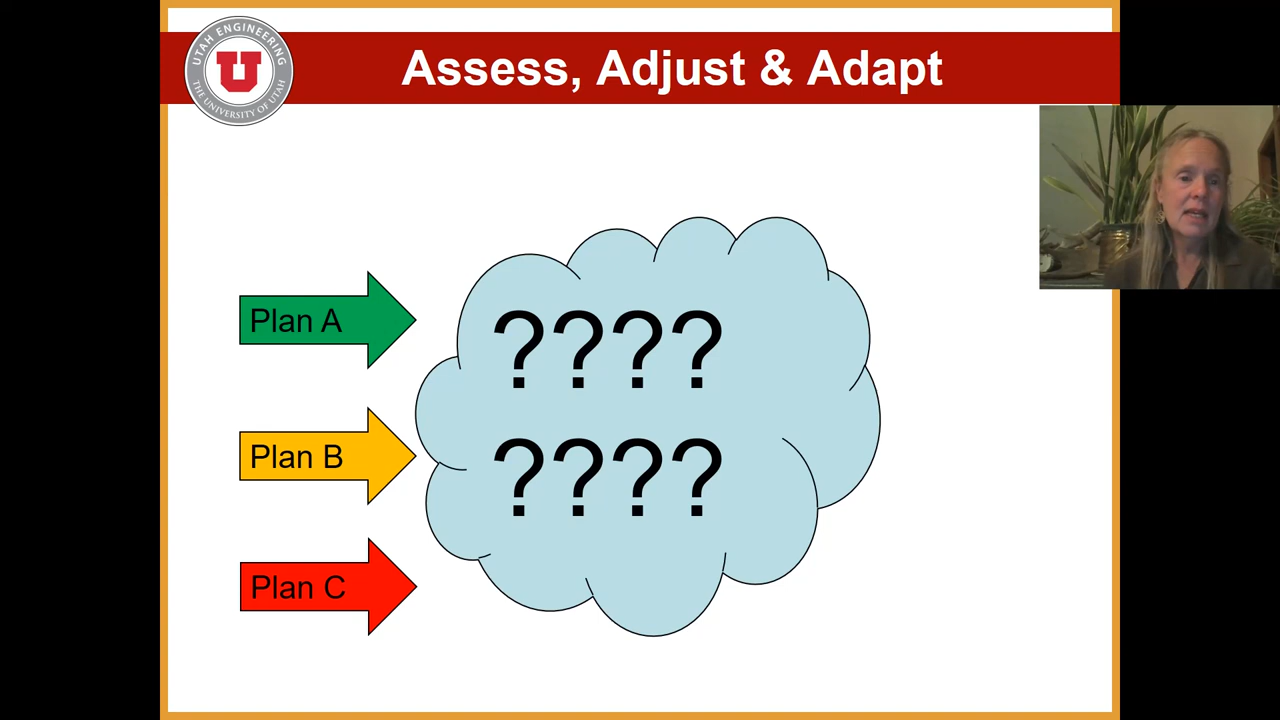 Assess, Adjust & Adapt
UTAH ENGINEERING
U
THE UNIVERSITY OF UTAH
Plan A
????
Plan B
????
Plan C